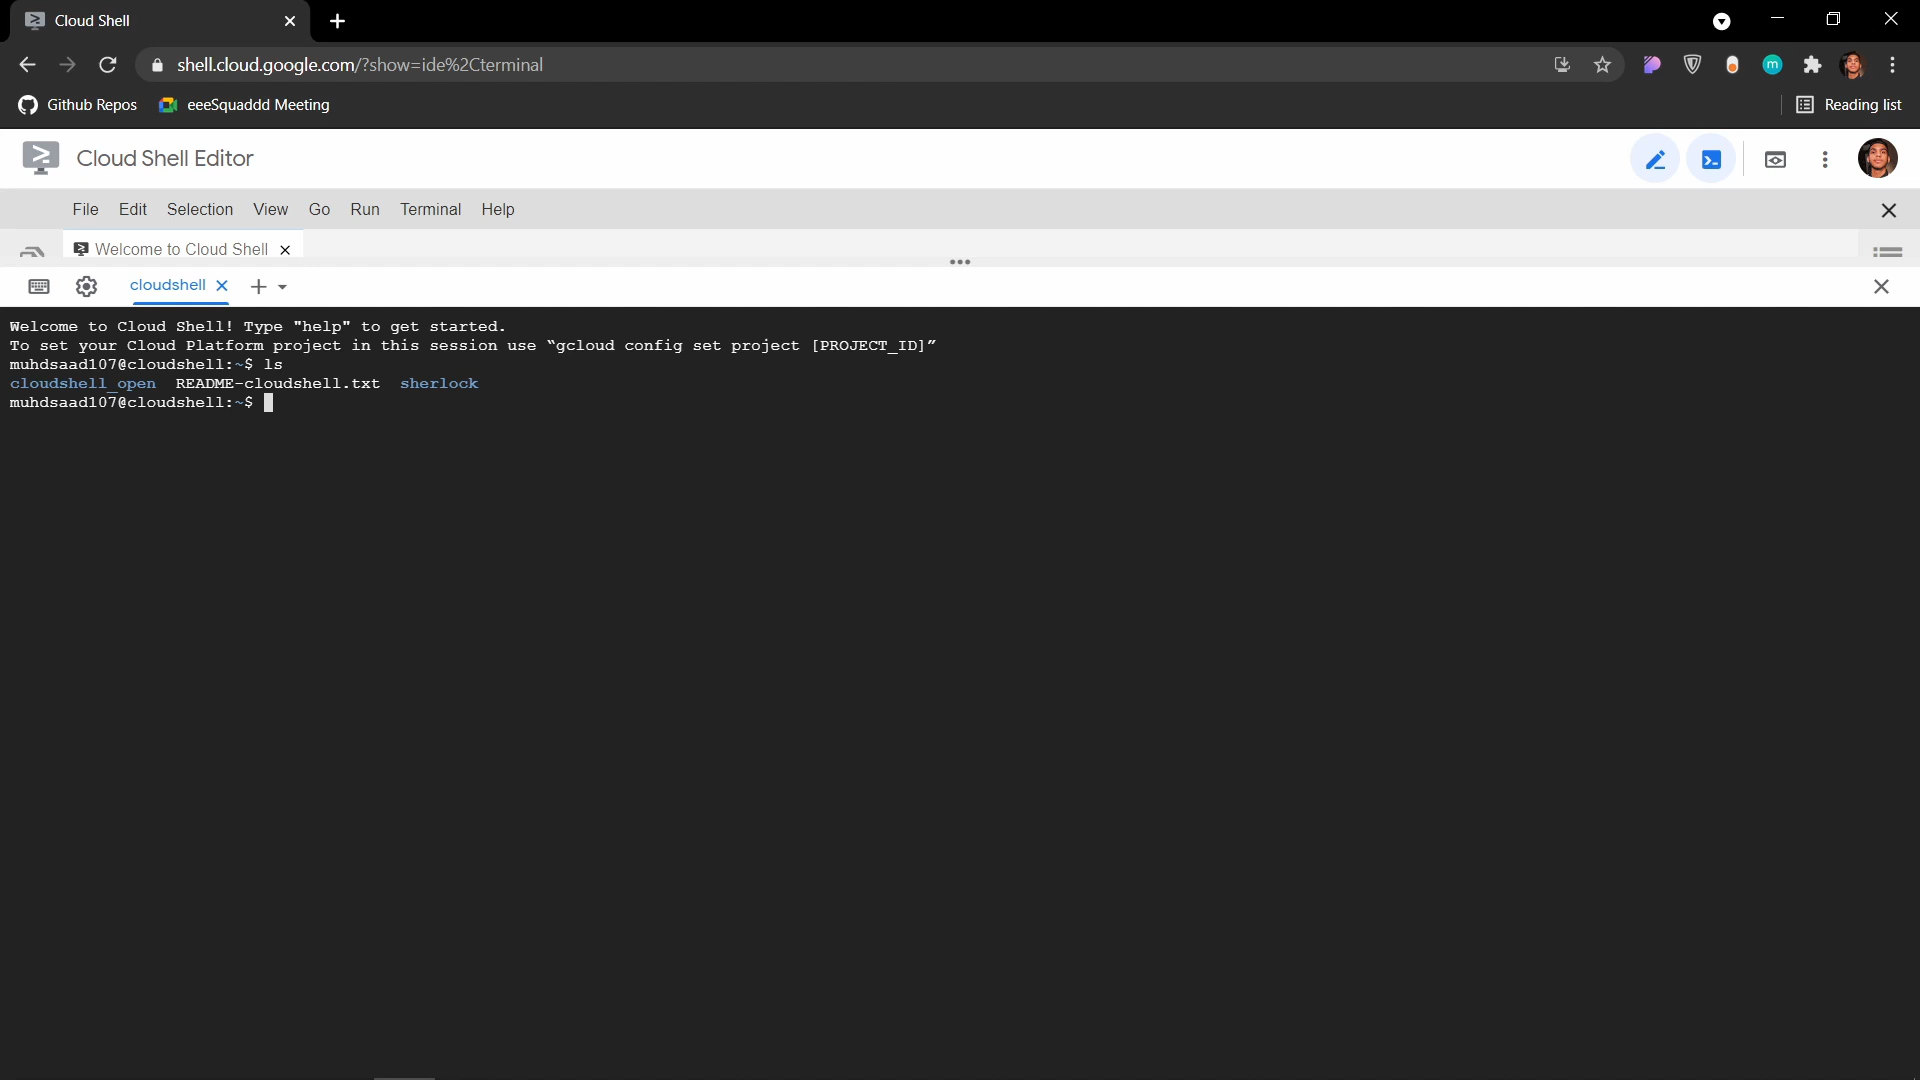 Cloud Shell
shell.cloud.google.com/?show=ide%2Cterminal
m
Github Repos eeeSquaddd Meeting Reading list
Cloud Shell Editor
File Edit Selection View Go Run Terminal Help
Welcome to Cloud Shell
cloudshell
Welcome to Cloud Shell! Type "help" to get started.
To set your Cloud Platform project in this session use “gcloud config set project [PROJECT_ID]”
muhdsaad107@cloudshell:~$ ls
cloudshell_open README-cloudshell.txt sherlock
muhdsaad107@cloudshell:~$